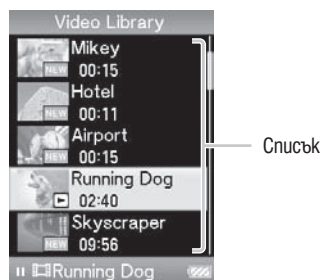 Video Library
Mikey
NEW 00:15
Hotel
NEW 00:11
Airport
NEW 00:15
Running Dog
02:40
Skyscraper
NEW 09:56
Running Dog
Списък